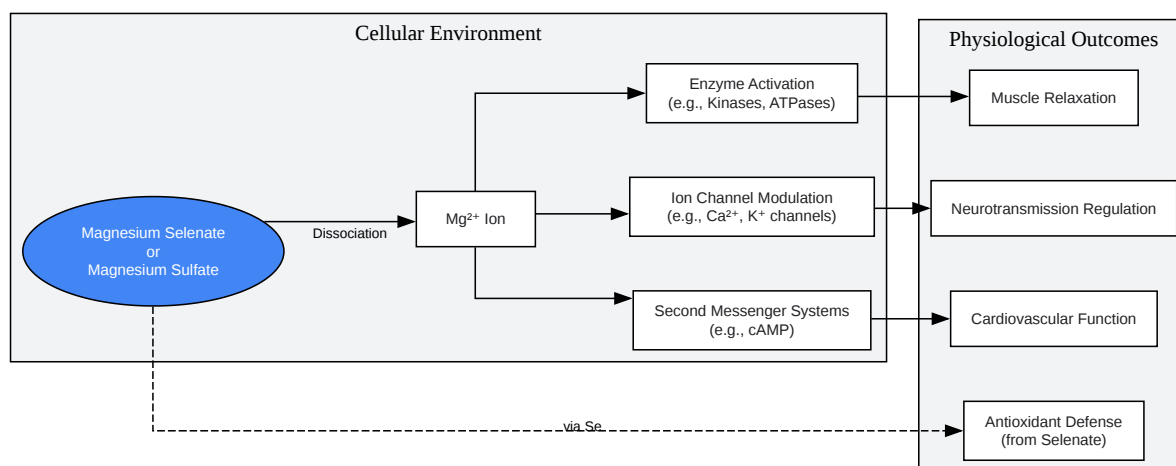 Cellular Environment
Physiological Outcomes
Enzyme Activation
(e.g., Kinases, ATPases)
Muscle Relaxation
Magnesium Selenate
or
Magnesium Sulfate
Dissociation
Mg²⁺ Ion
Ion Channel Modulation
(e.g., Ca²⁺, K⁺ channels)
Neurotransmission Regulation
Second Messenger Systems
(e.g., cAMP)
Cardiovascular Function
via Se
Antioxidant Defense
(from Selenate)